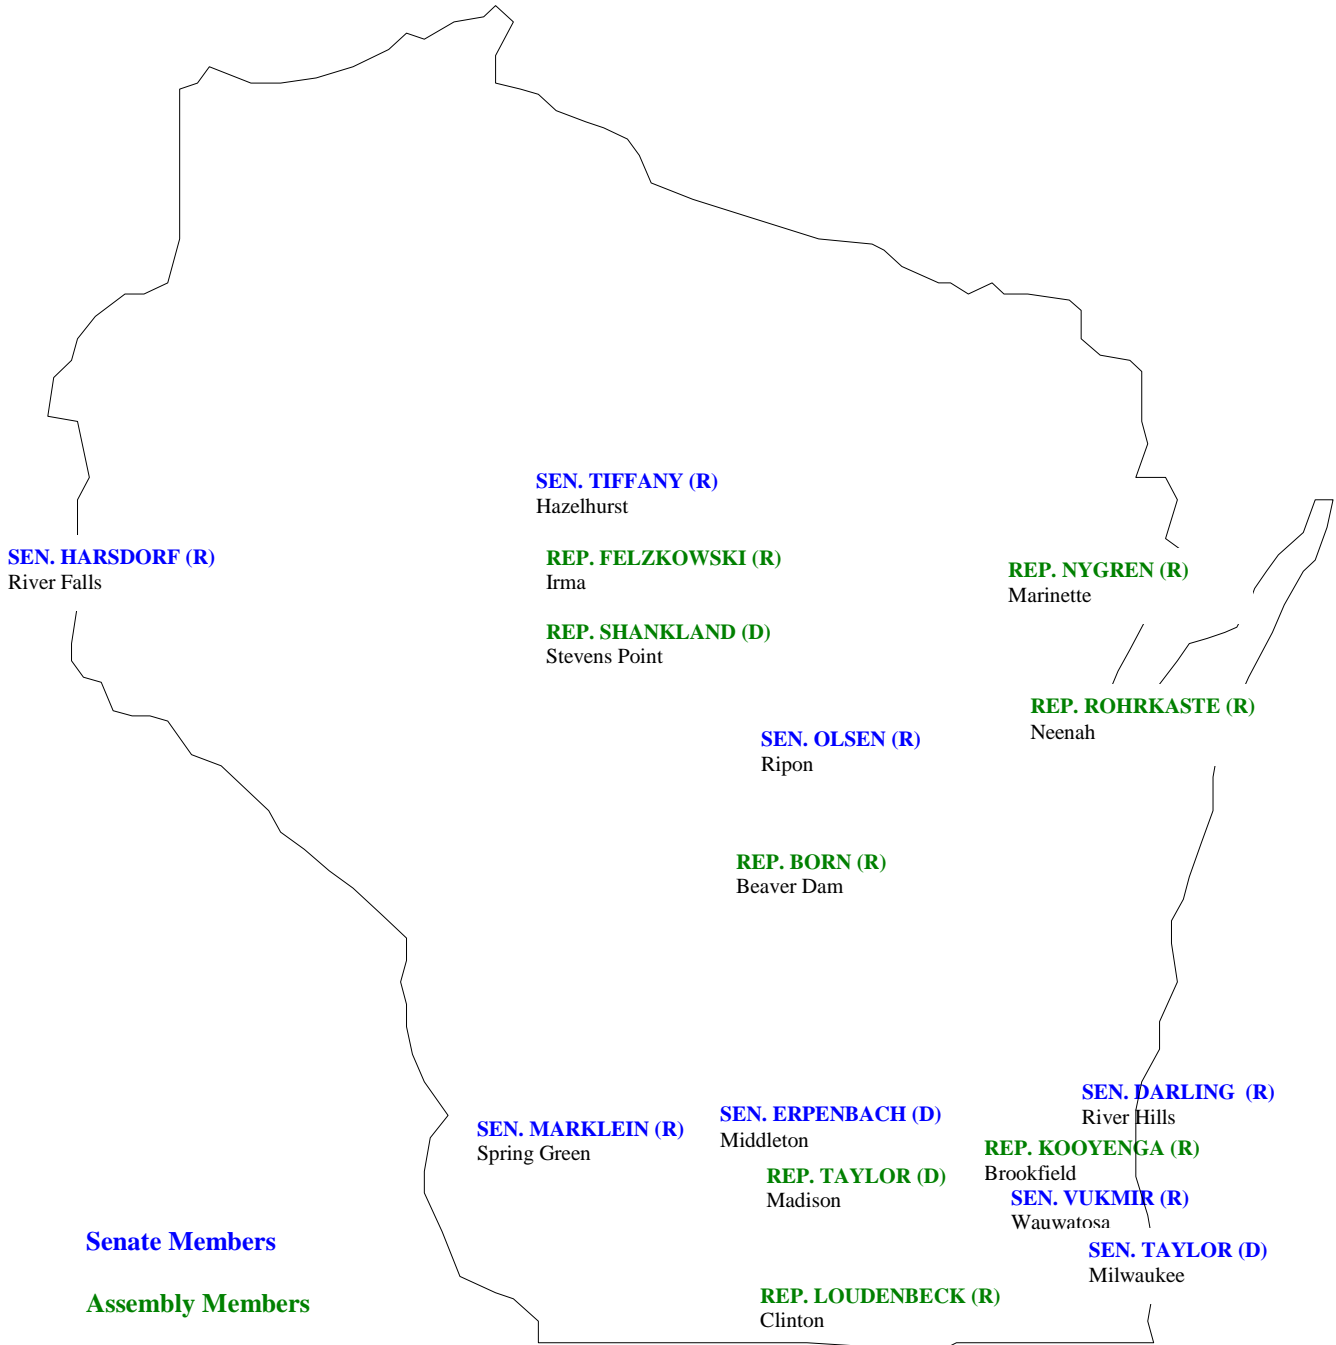 SEN. TIFFANY (R)
Hazelhurst
SEN. HARSDORF (R)
River Falls
REP. FELZKOWSKI (R)
Irma
REP. NYGREN (R)
Marinette
REP. SHANKLAND (D)
Stevens Point
REP. ROHRKASTE (R)
Neenah
SEN. OLSEN (R)
Ripon
REP. BORN (R)
Beaver Dam
SEN. DARLING (R)
River Hills
SEN. ERPENBACH (D)
Middleton
SEN. MARKLEIN (R)
Spring Green
REP. KOOYENGA (R)
Brookfield
REP. TAYLOR (D)
Madison
SEN. VUKMIR (R)
Wauwatosa
SEN. TAYLOR (D)
Milwaukee
Senate Members
Assembly Members
REP. LOUDENBECK (R)
Clinton